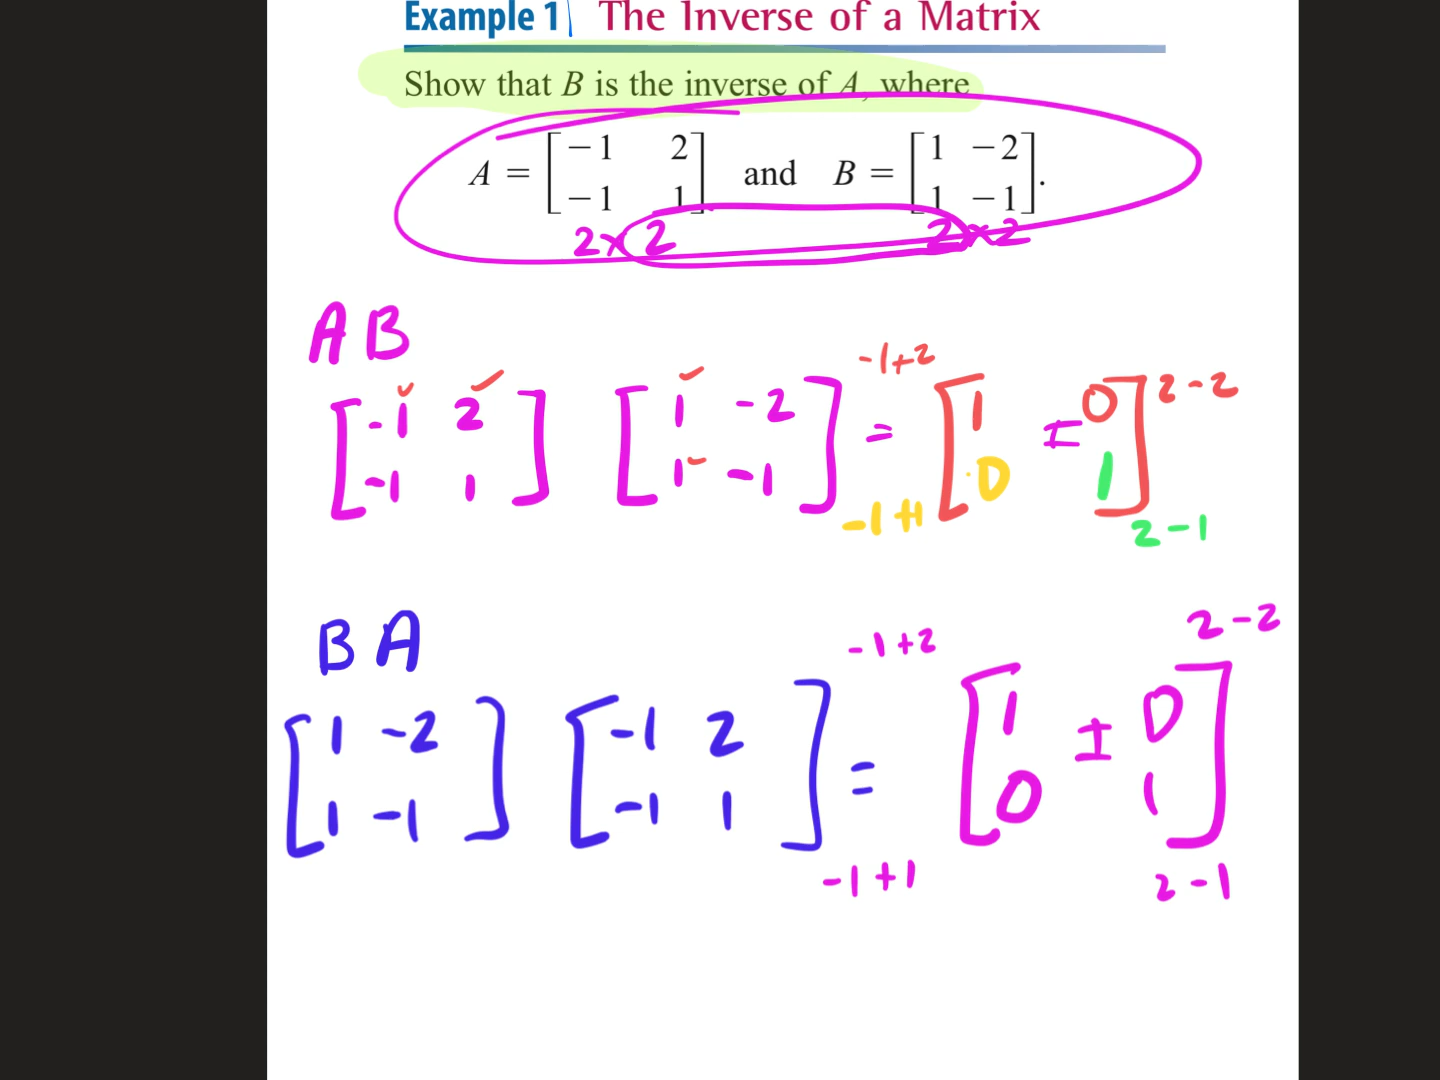 Example 1 The Inverse of a Matrix
Show that B is the inverse of A, where
A = [ −1 2 ; −1 1 ] and B = [ 1 −2 ; 1 −1 ].
2×2 2×2
AB
-1+2
[ -1 2 ] [ 1 -2 ] = [ 1 ± 0 ] 2-2
[ -1 1 ] [ 1 -1 ] [ 0 1 ]
-1+1 2-1
BA
-1+2 2-2
[ 1 -2 ] [ -1 2 ] = [ 1 ± 0 ]
[ 1 -1 ] [ -1 1 ] [ 0 1 ]
-1+1 2-1